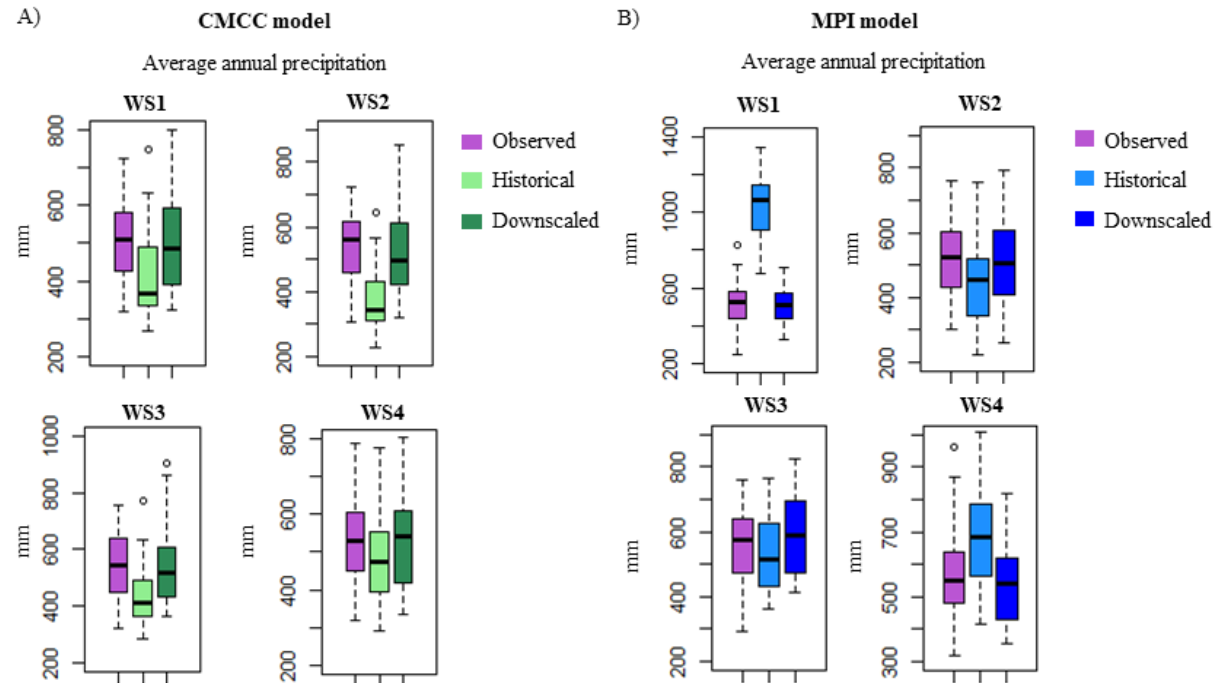 A)
CMCC model
Average annual precipitation
WS1
mm
800
600
400
200
WS2
mm
800
600
400
200
Observed
Historical
Downscaled
WS3
mm
1000
800
600
400
200
WS4
mm
800
600
400
200
B)
MPI model
Average annual precipitation
WS1
mm
1400
1000
600
200
WS2
mm
800
600
400
200
Observed
Historical
Downscaled
WS3
mm
800
600
400
200
WS4
mm
900
700
500
300